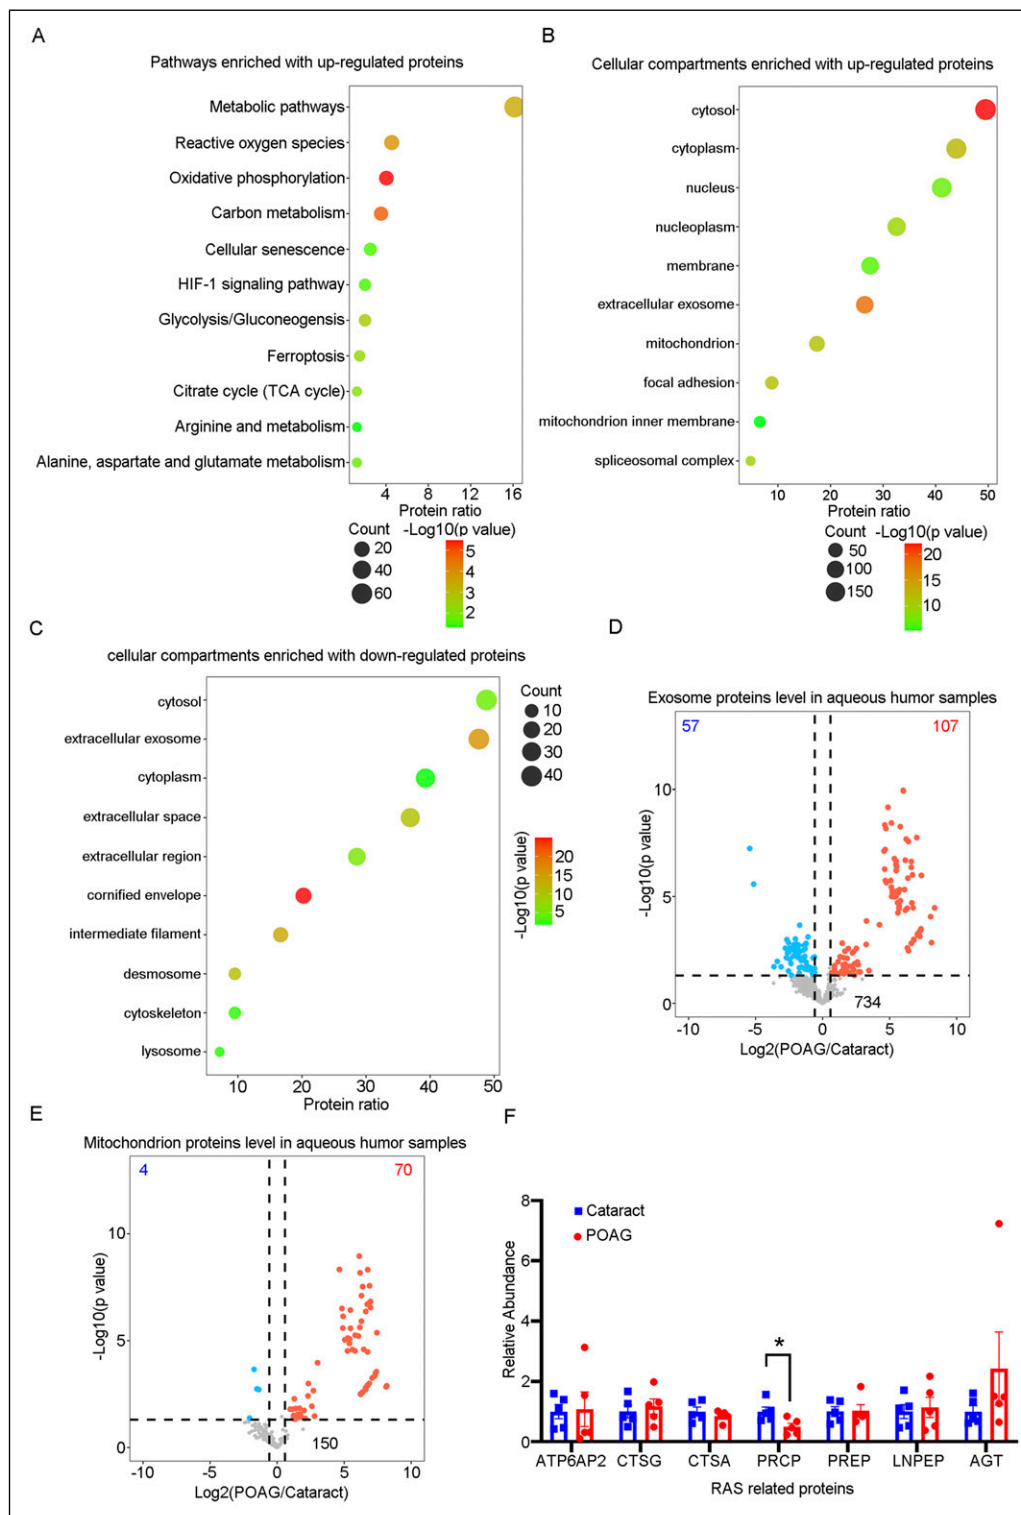 A
Pathways enriched with up-regulated proteins
Metabolic pathways
Reactive oxygen species
Oxidative phosphorylation
Carbon metabolism
Cellular senescence
HIF-1 signaling pathway
Glycolysis/Gluconeogensis
Ferroptosis
Citrate cycle (TCA cycle)
Arginine and metabolism
Alanine, aspartate and glutamate metabolism
4 8 12 16
Protein ratio
Count
20
40
60
-Log10(p value)
5
4
3
2
B
Cellular compartments enriched with up-regulated proteins
cytosol
cytoplasm
nucleus
nucleoplasm
membrane
extracellular exosome
mitochondrion
focal adhesion
mitochondrion inner membrane
spliceosomal complex
10 20 30 40 50
Protein ratio
Count
50
100
150
-Log10(p value)
20
15
10
C
cellular compartments enriched with down-regulated proteins
cytosol
extracellular exosome
cytoplasm
extracellular space
extracellular region
cornified envelope
intermediate filament
desmosome
cytoskeleton
lysosome
10 20 30 40 50
Protein ratio
Count
10
20
30
40
-Log10(p value)
20
15
10
5
D
Exosome proteins level in aqueous humor samples
57 107
10
5
0
-Log10(p value)
734
-10 -5 0 5 10
Log2(POAG/Cataract)
E
Mitochondrion proteins level in aqueous humor samples
4 70
10
5
0
-Log10(p value)
150
-10 -5 0 5 10
Log2(POAG/Cataract)
F
8
6
4
2
0
Relative Abundance
Cataract
POAG
*
ATP6AP2 CTSG CTSA PRCP PREP LNPEP AGT
RAS related proteins